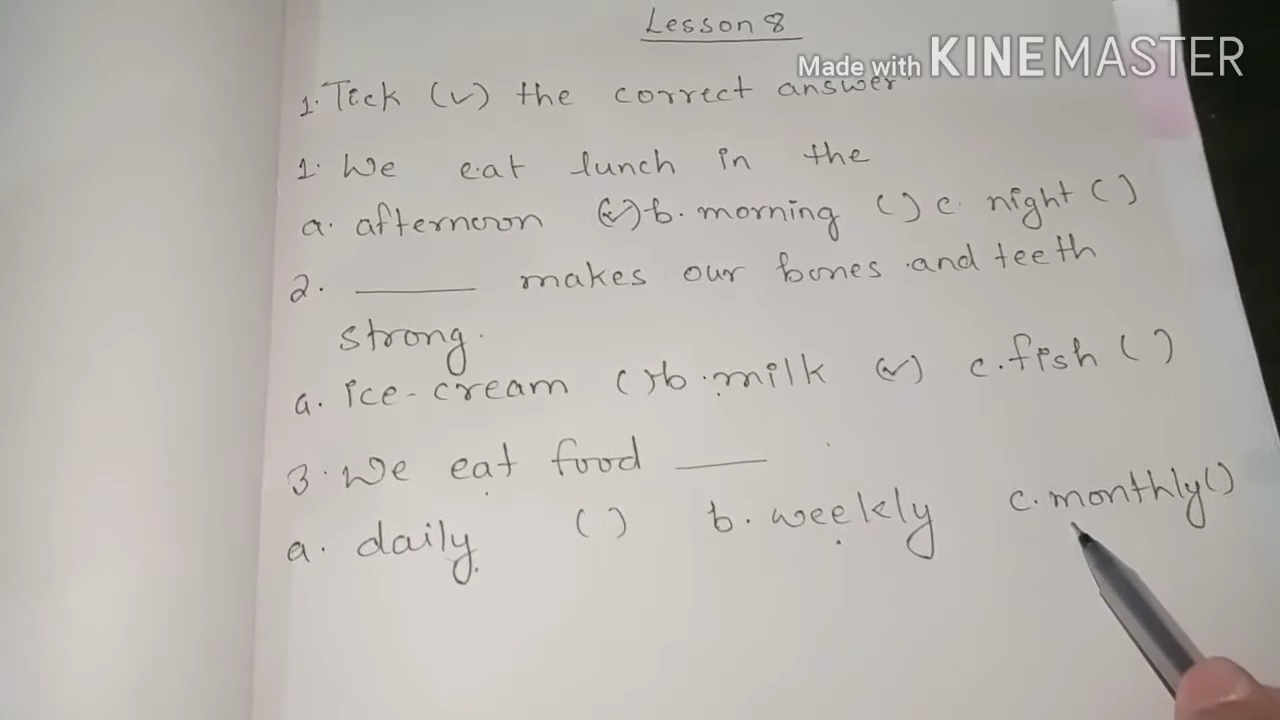 Lesson 8
Made with KINEMASTER
1. Tick (✓) the correct answer
1. We eat lunch in the
a. afternoon (✓) b. morning ( ) c. night ( )
2. ______ makes our bones and teeth
strong.
a. ice-cream ( ) b. milk (✓) c. fish ( )
3. We eat food ____
a. daily ( ) b. weekly c. monthly ( )